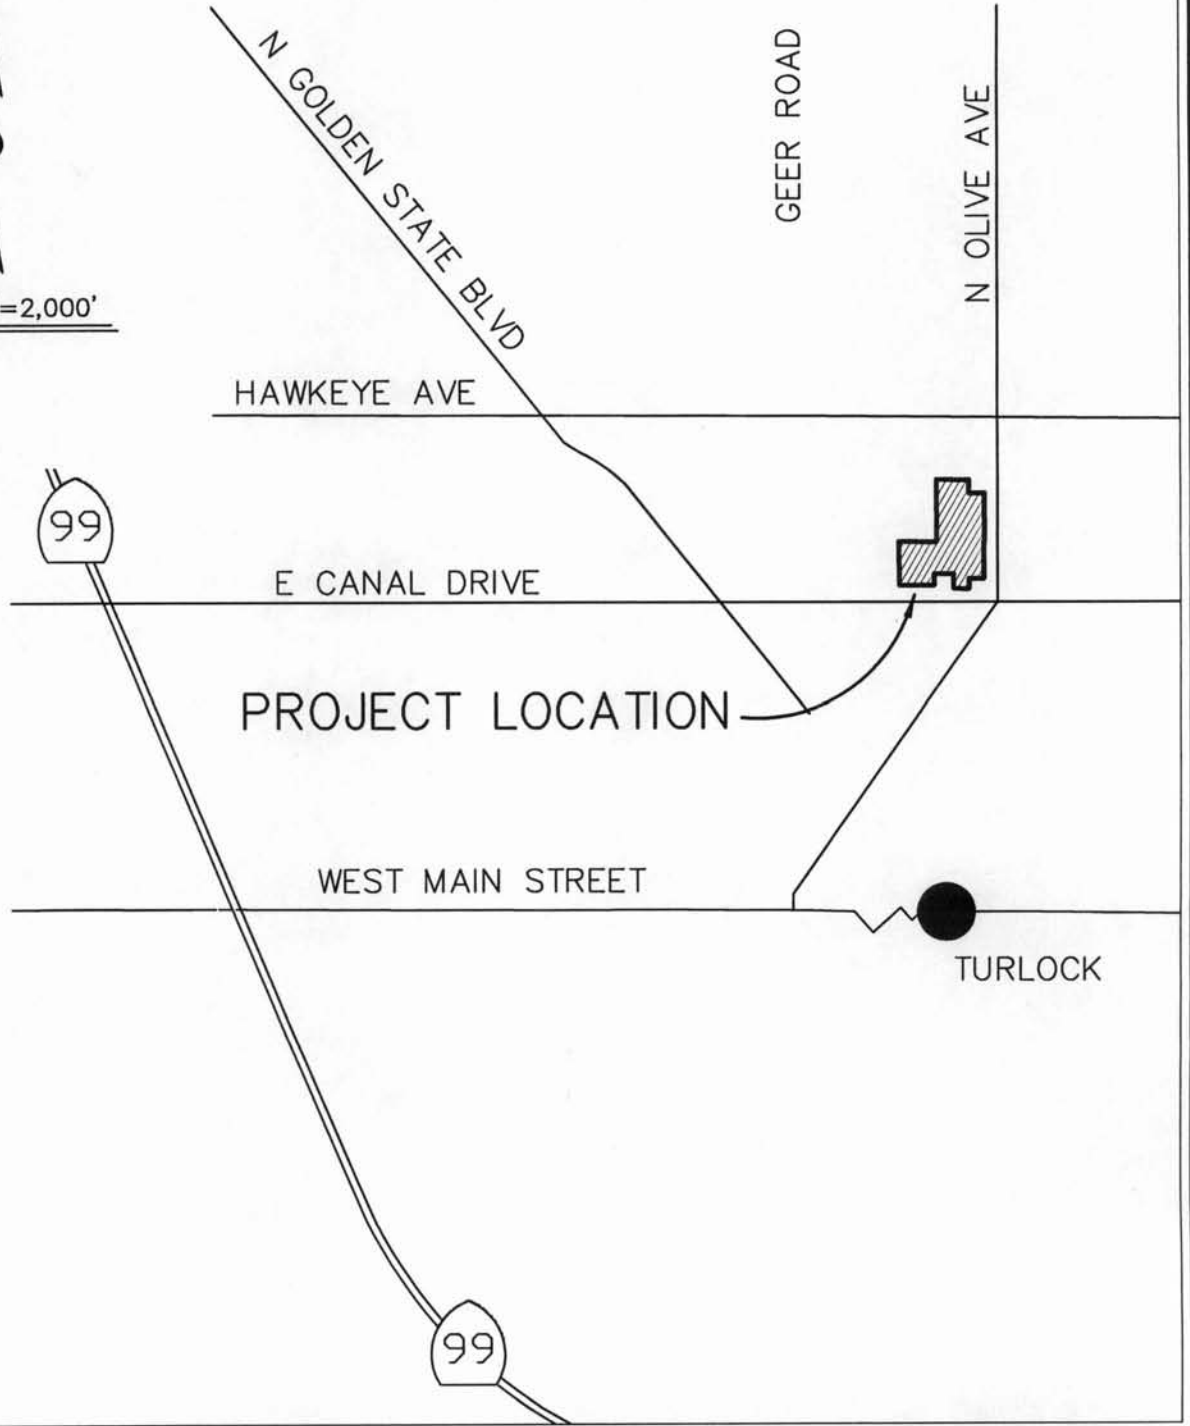 N GOLDEN STATE BLVD
GEER ROAD
N OLIVE AVE
=2,000'
HAWKEYE AVE
99
E CANAL DRIVE
PROJECT LOCATION
WEST MAIN STREET
TURLOCK
99